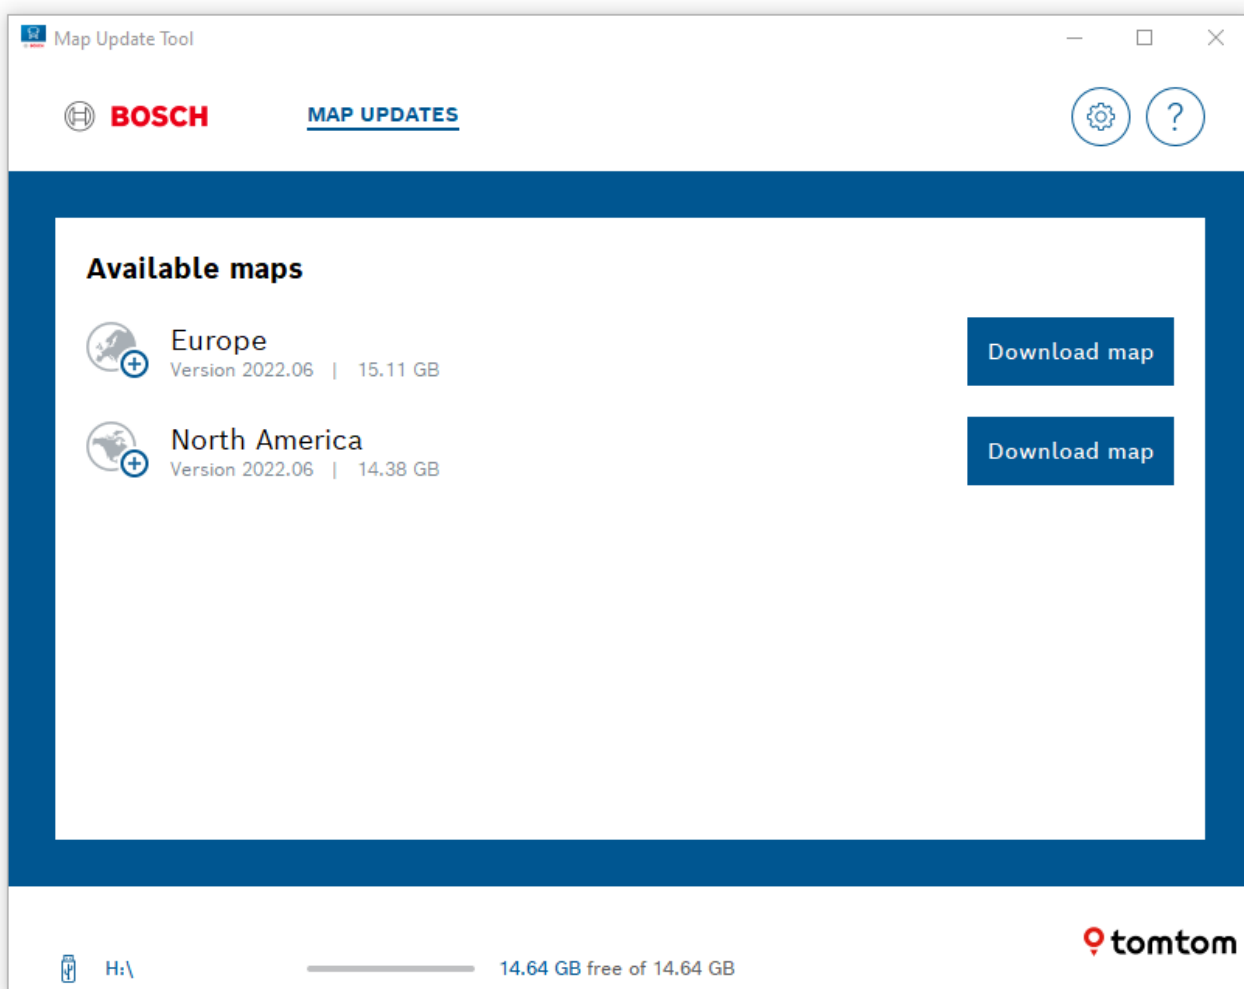 Map Update Tool
BOSCH MAP UPDATES ?
Available maps
Europe
Version 2022.06 | 15.11 GB
Download map
North America
Version 2022.06 | 14.38 GB
Download map
tomtom
H:\ 14.64 GB free of 14.64 GB